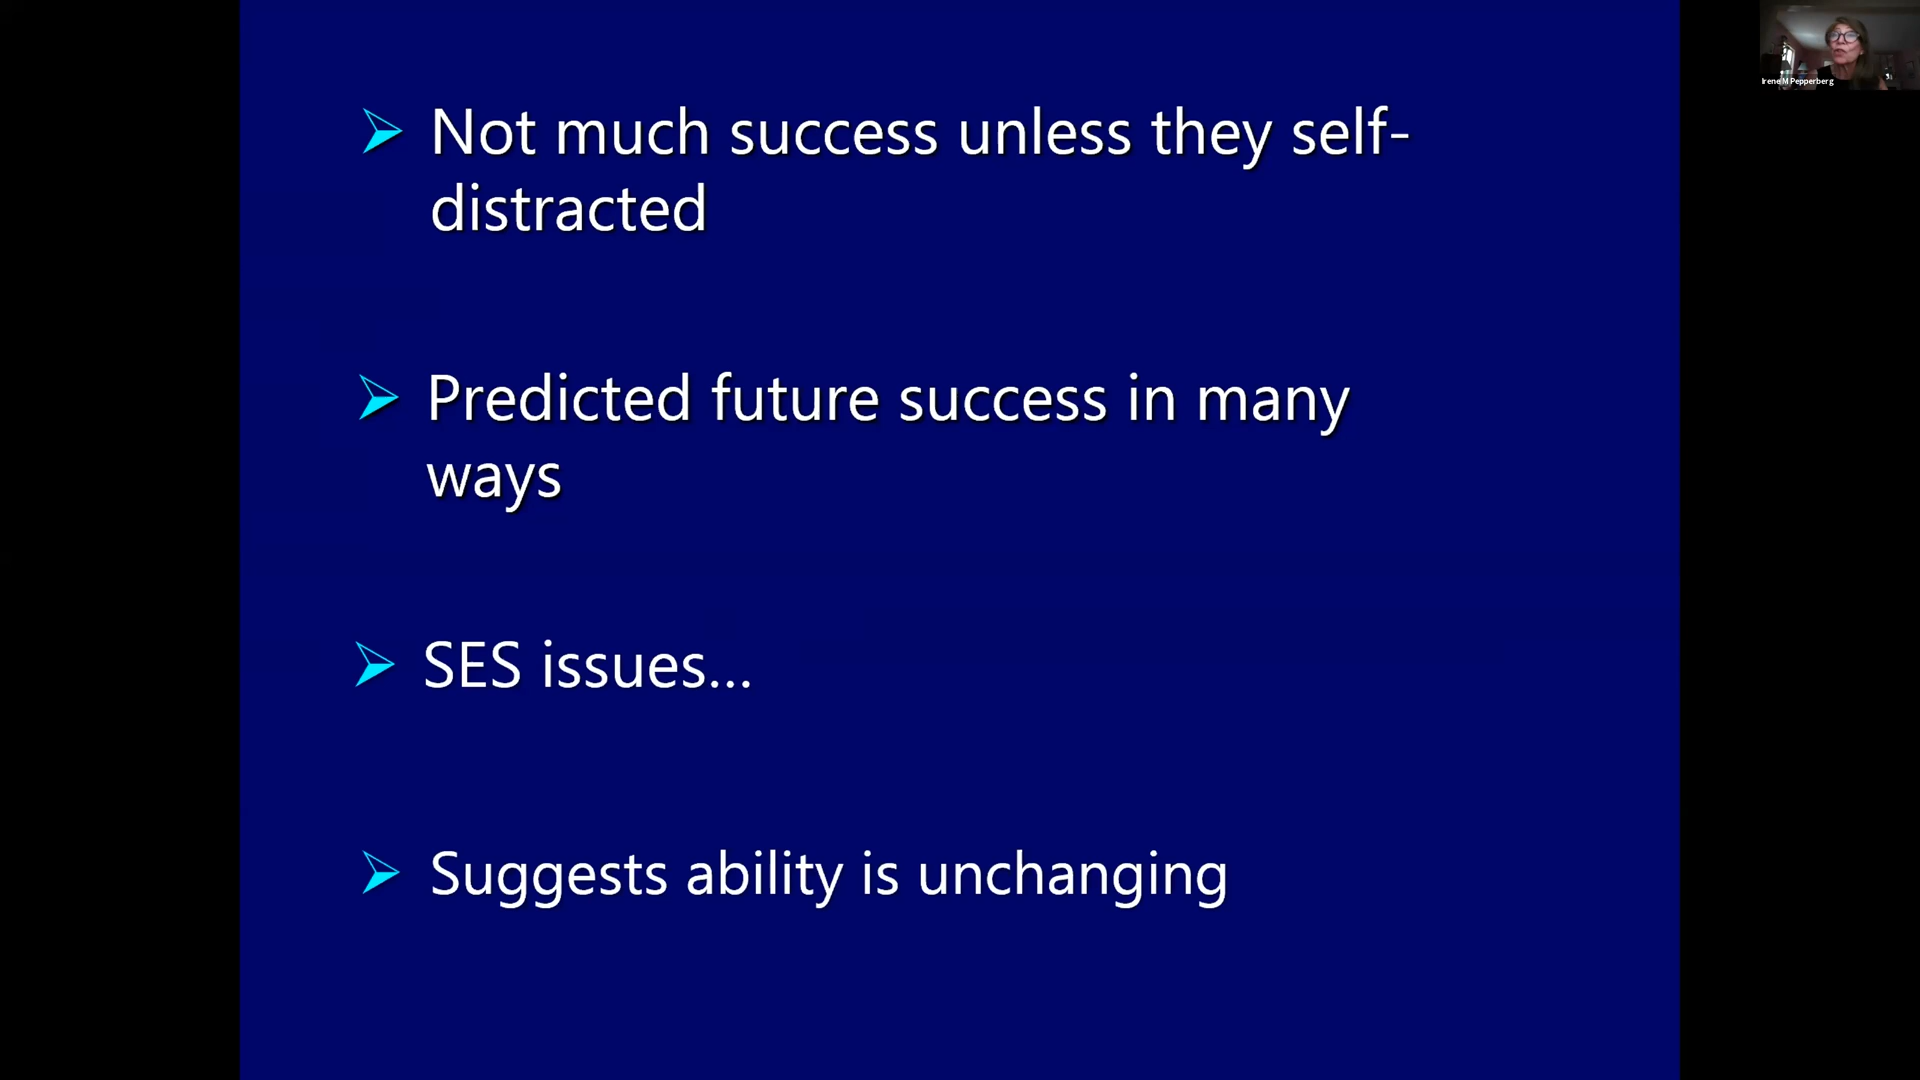 Irene M Pepperberg
Not much success unless they self-
distracted
Predicted future success in many
ways
SES issues...
Suggests ability is unchanging